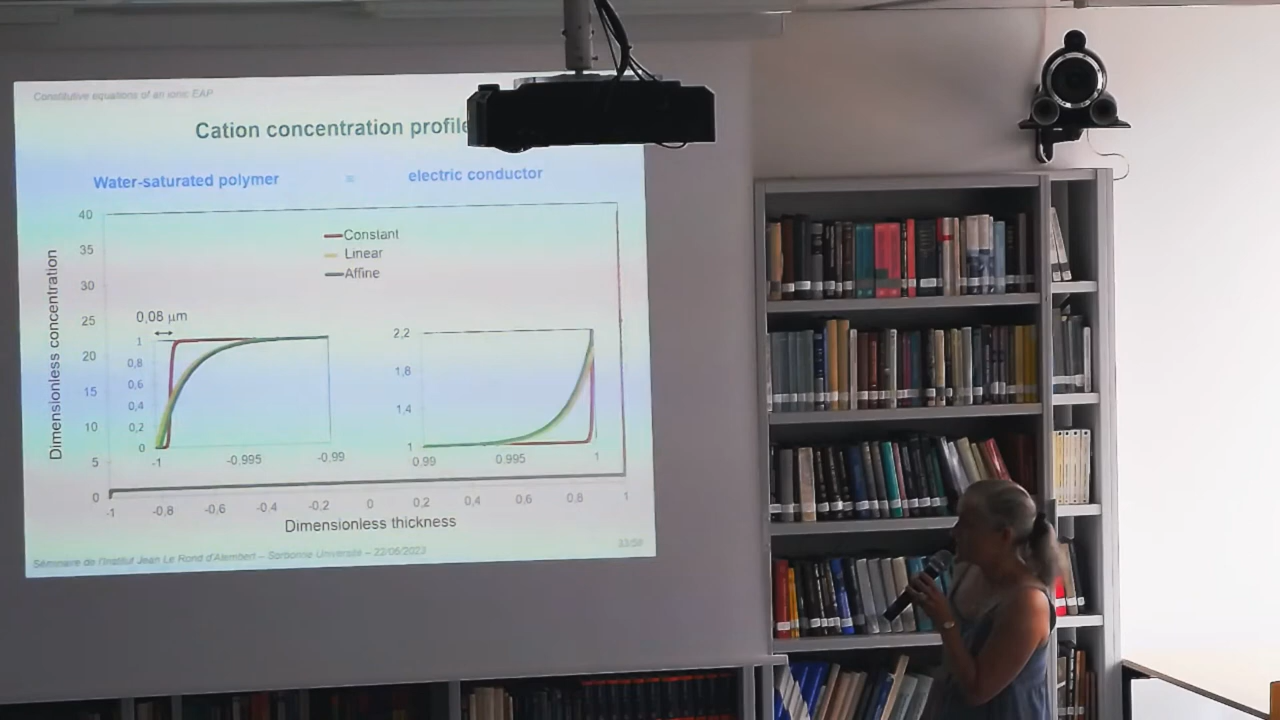 Constitutive equations of an ionic EAP
Cation concentration profile
Water-saturated polymer = electric conductor
40
35
30
25
20
15
10
5
0
Dimensionless concentration
Constant
Linear
Affine
0,08 µm
1
0,8
0,6
0,4
0,2
0
-1 -0,995 -0,99
2,2
1,8
1,4
1
0,99 0,995 1
-1 -0,8 -0,6 -0,4 -0,2 0 0,2 0,4 0,6 0,8 1
Dimensionless thickness
Séminaire de l'Institut Jean Le Rond d'Alembert – Sorbonne Université – 22/06/2023
33/59